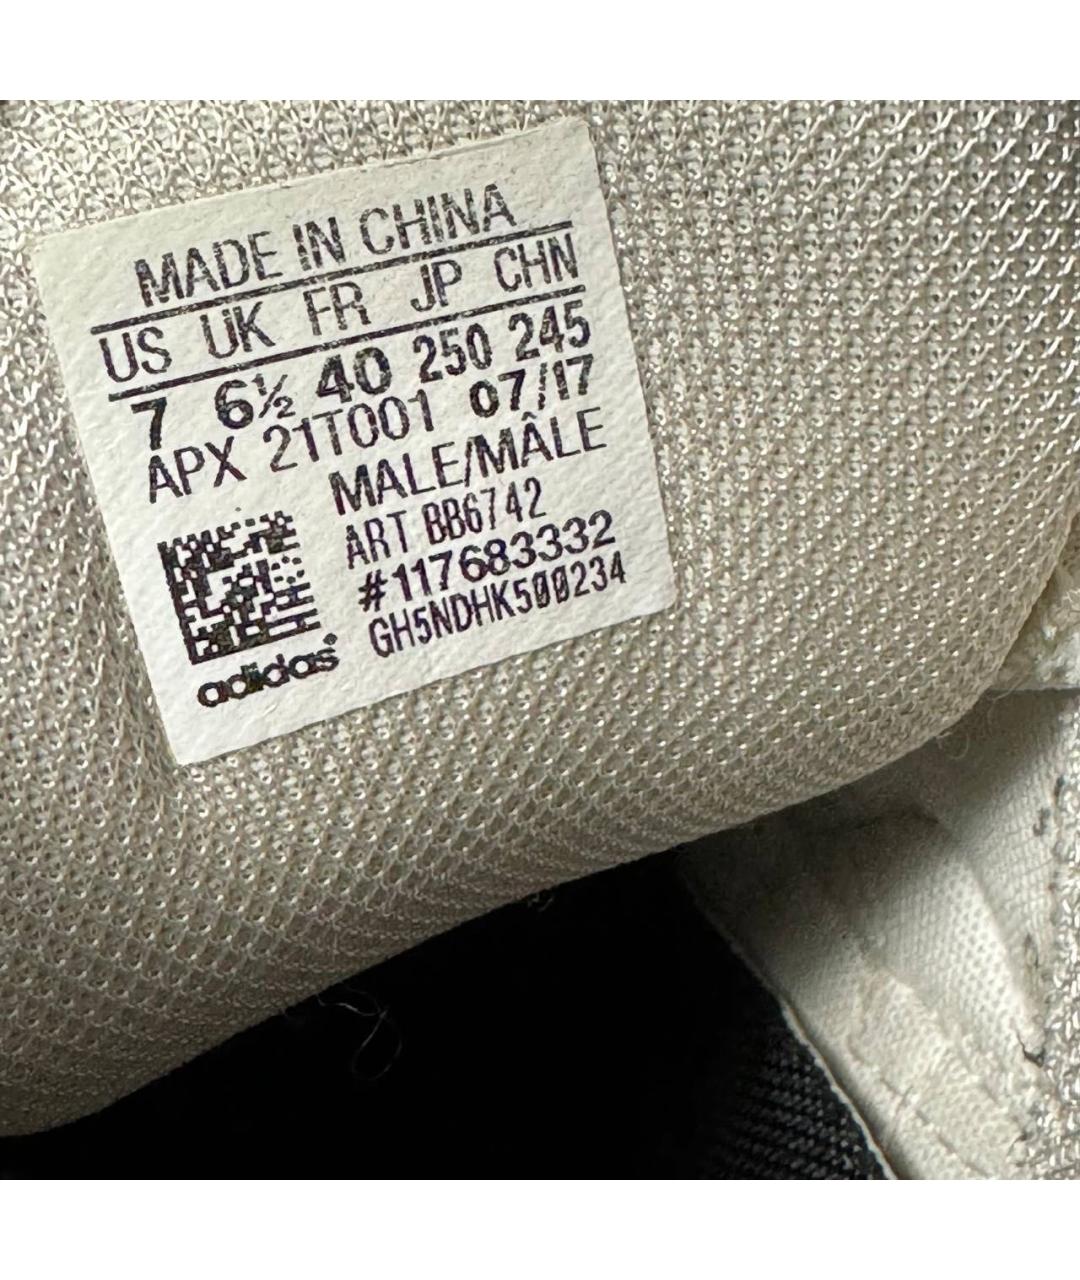 MADE IN CHINA
US UK FR JP CHN
7 6½ 40 250 245
APX 21T001 07/17
MALE/MÂLE
ART BB6742
#117683332
GH5NDHK500234
adidas